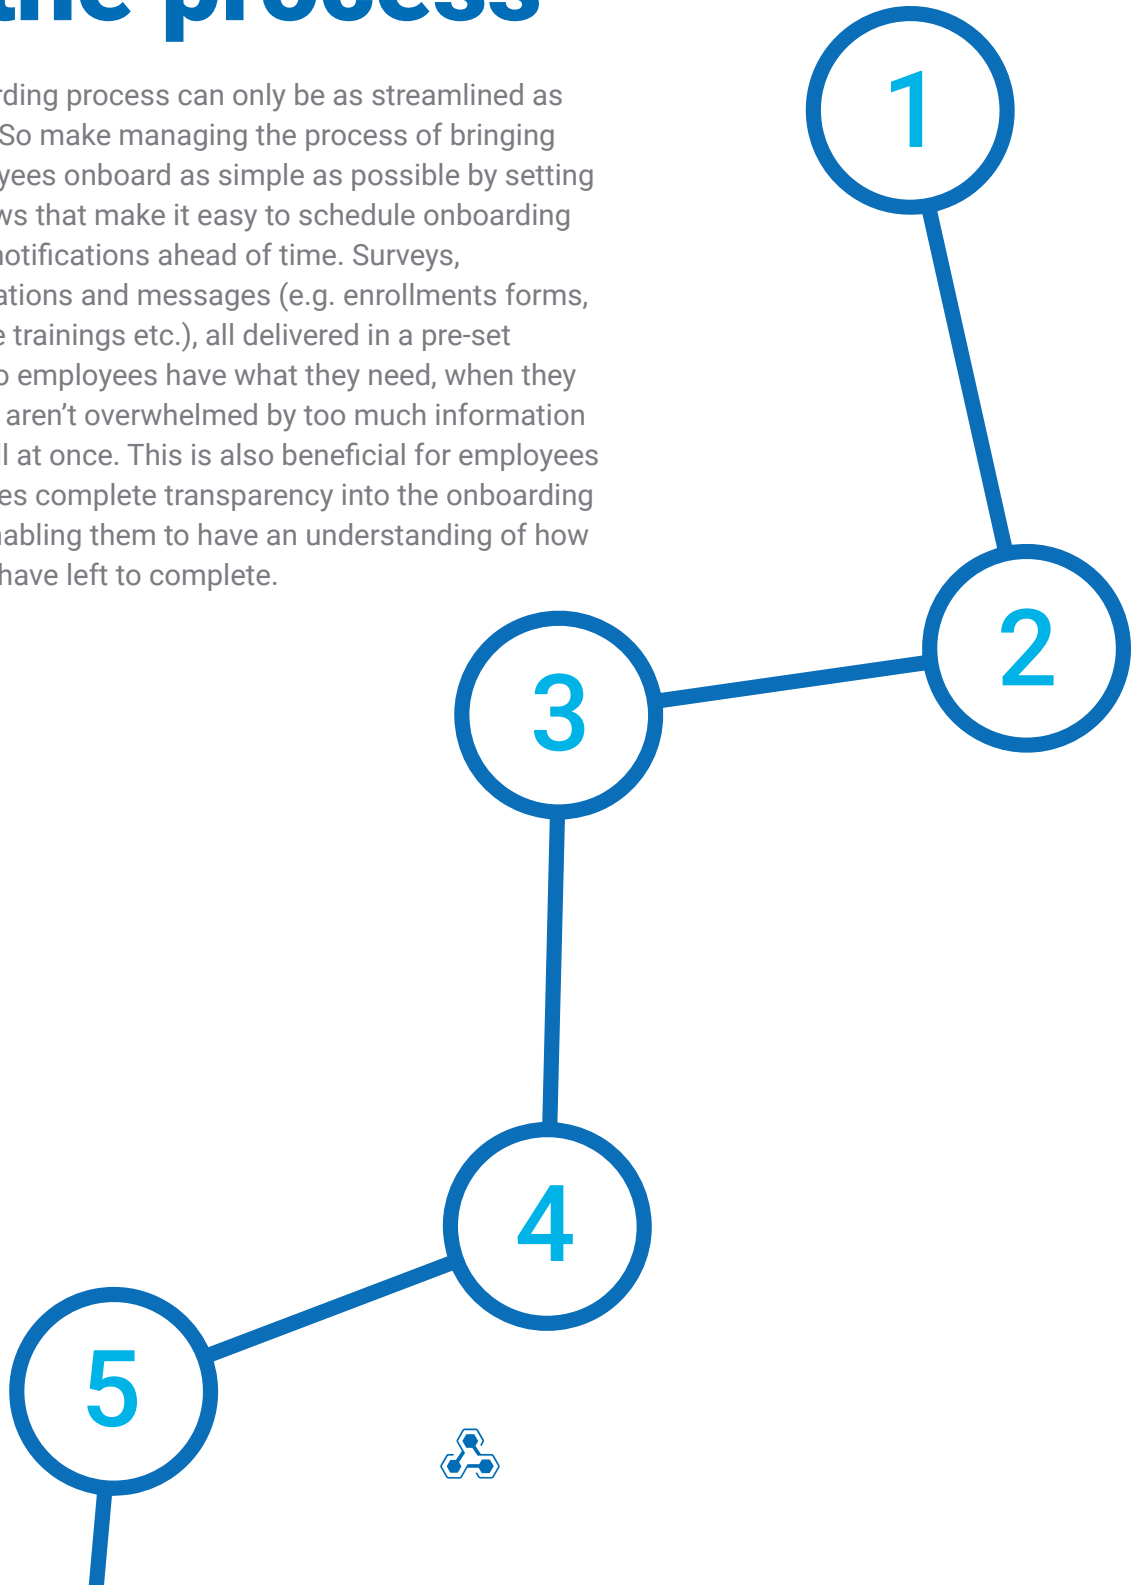 the process
rding process can only be as streamlined as
So make managing the process of bringing
yees onboard as simple as possible by setting
ws that make it easy to schedule onboarding
notifications ahead of time. Surveys,
ations and messages (e.g. enrollments forms,
e trainings etc.), all delivered in a pre-set
o employees have what they need, when they
aren't overwhelmed by too much information
ll at once. This is also beneficial for employees
es complete transparency into the onboarding
nabling them to have an understanding of how
have left to complete.
1
2
3
4
5